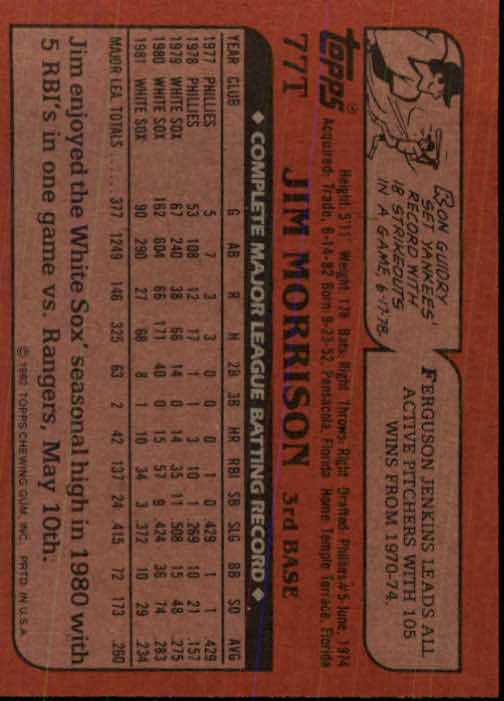 topps®
77T JIM MORRISON 3rd BASE
Height: 5'11 Weight: 178 Bats: Right Throws: Right Drafted: Phillies #5-June, 1974
Acquired: Trade, 6-14-82 Born 9-23-52, Pensacola, Florida Home: Temple Terrace, Florida
RON GUIDRY
SET YANKEES'
RECORD WITH
18 STRIKEOUTS
IN A GAME, 6-17-78.
FERGUSON JENKINS LEADS ALL
ACTIVE PITCHERS WITH 105
WINS FROM 1970-74.
◆ COMPLETE MAJOR LEAGUE BATTING RECORD ◆
YEAR CLUB G AB R H 2B 3B HR RBI SB SLG BB SO AVG
1977 PHILLIES 5 7 3 3 0 0 0 1 0 .429 1 1 .429
1978 PHILLIES 53 108 12 17 1 1 3 10 1 .269 10 21 .157
1979 WHITE SOX 67 240 38 66 14 0 14 35 11 .508 15 48 .275
1980 WHITE SOX 162 604 66 171 40 0 15 57 9 .424 36 74 .283
1981 WHITE SOX 90 290 27 68 8 1 10 34 3 .372 10 29 .234
MAJOR LEA. TOTALS...... 377 1249 146 325 63 2 42 137 24 .415 72 173 .260
Jim enjoyed the White Sox' seasonal high in 1980 with
5 RBI's in one game vs. Rangers, May 10th.
© 1982 TOPPS CHEWING GUM, INC. PRTD. IN U.S.A.